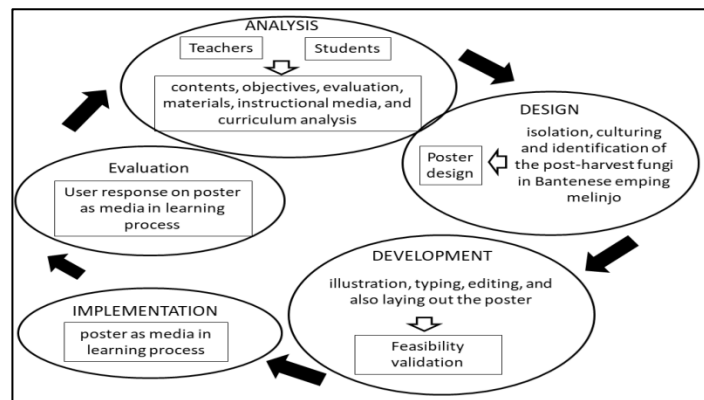 ANALYSIS
Teachers
Students
contents, objectives, evaluation,
materials, instructional media, and
curriculum analysis
DESIGN
isolation, culturing
and identification of
the post-harvest fungi
in Bantenese emping
melinjo
Poster
design
DEVELOPMENT
illustration, typing, editing, and
also laying out the poster
Feasibility
validation
IMPLEMENTATION
poster as media in
learning process
Evaluation
User response on poster
as media in learning
process